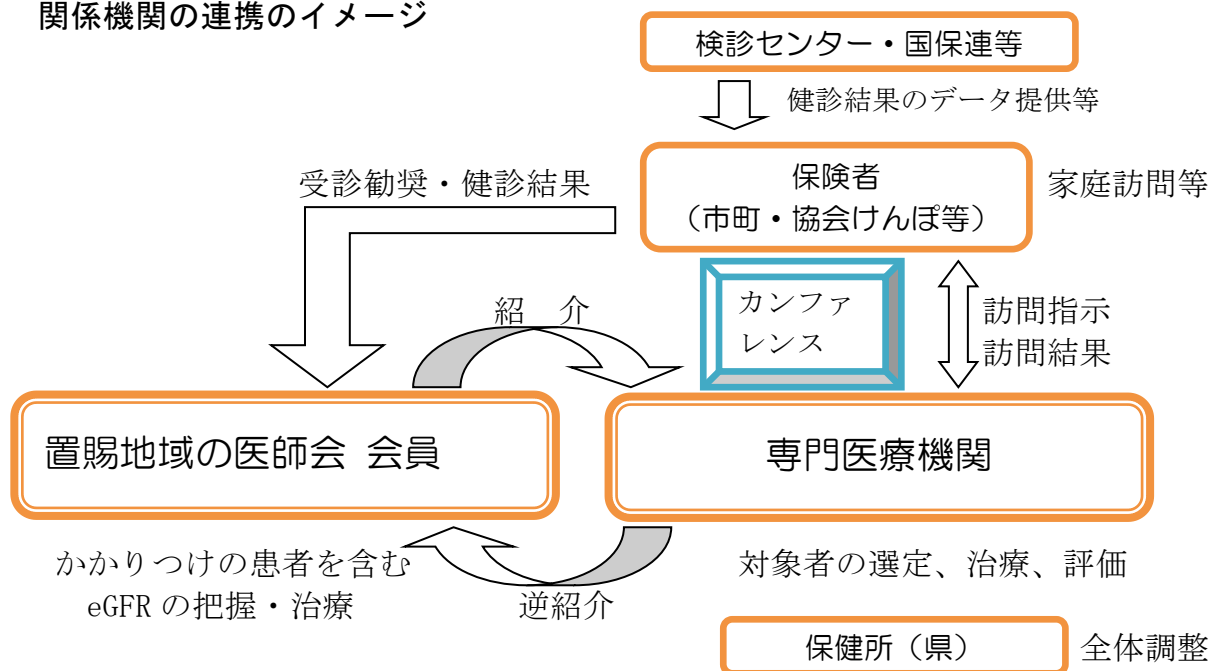 関係機関の連携のイメージ
検診センター・国保連等
健診結果のデータ提供等
受診勧奨・健診結果
保険者
(市町・協会けんぽ等)
家庭訪問等
カンファ
レンス
訪問指示
訪問結果
紹 介
置賜地域の医師会 会員
専門医療機関
かかりつけの患者を含む
eGFR の把握・治療
逆紹介
対象者の選定、治療、評価
保健所(県)
全体調整